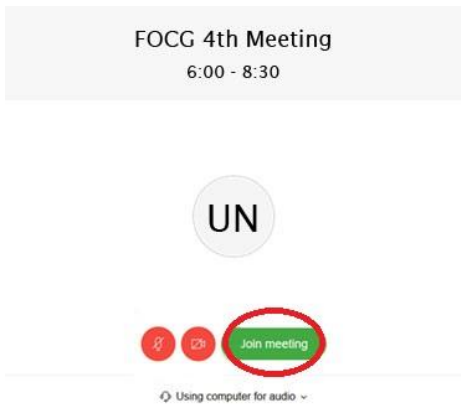 FOCG 4th Meeting
6:00 - 8:30
UN
Join meeting
Using computer for audio